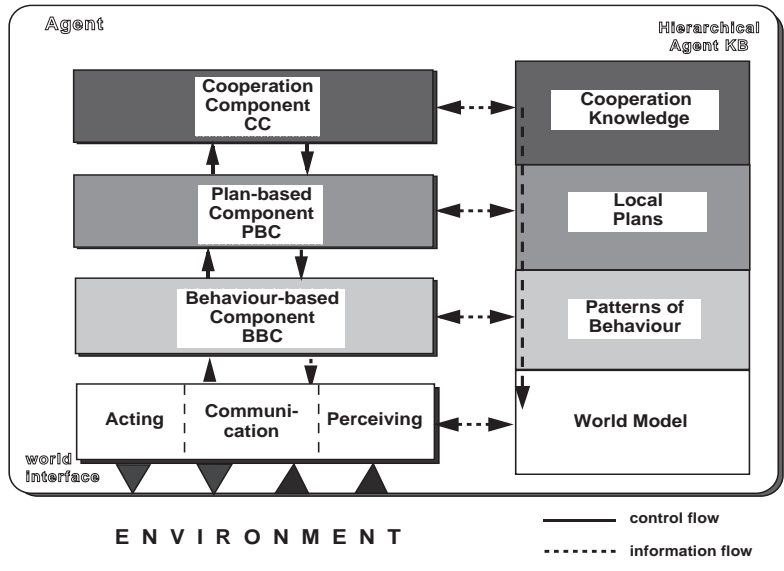 Agent
Hierarchical
Agent KB
Cooperation
Component
CC
Cooperation
Knowledge
Plan-based
Component
PBC
Local
Plans
Behaviour-based
Component
BBC
Patterns of
Behaviour
Acting
Communi-
cation
Perceiving
World Model
world
interface
ENVIRONMENT
control flow
information flow